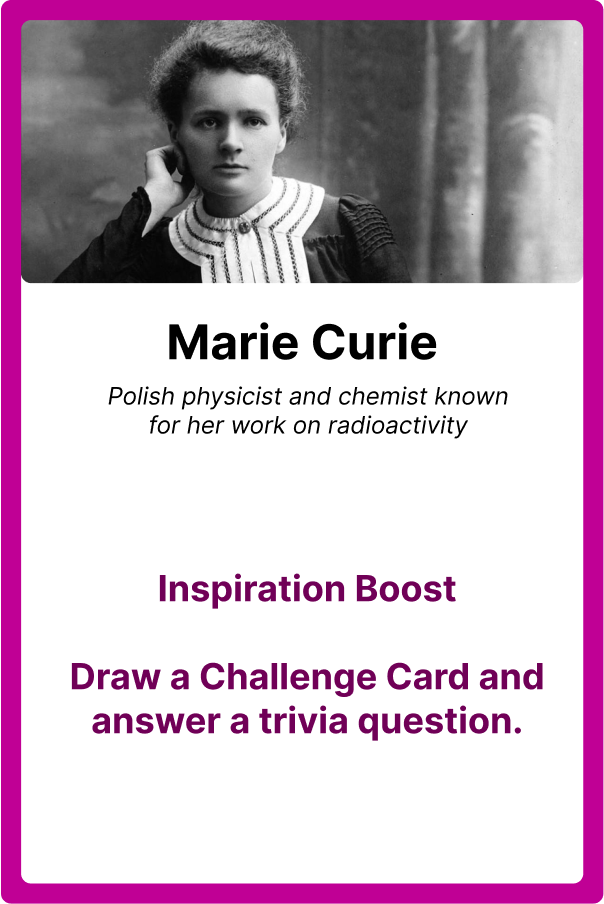 Marie Curie
Polish physicist and chemist known
for her work on radioactivity
Inspiration Boost
Draw a Challenge Card and
answer a trivia question.